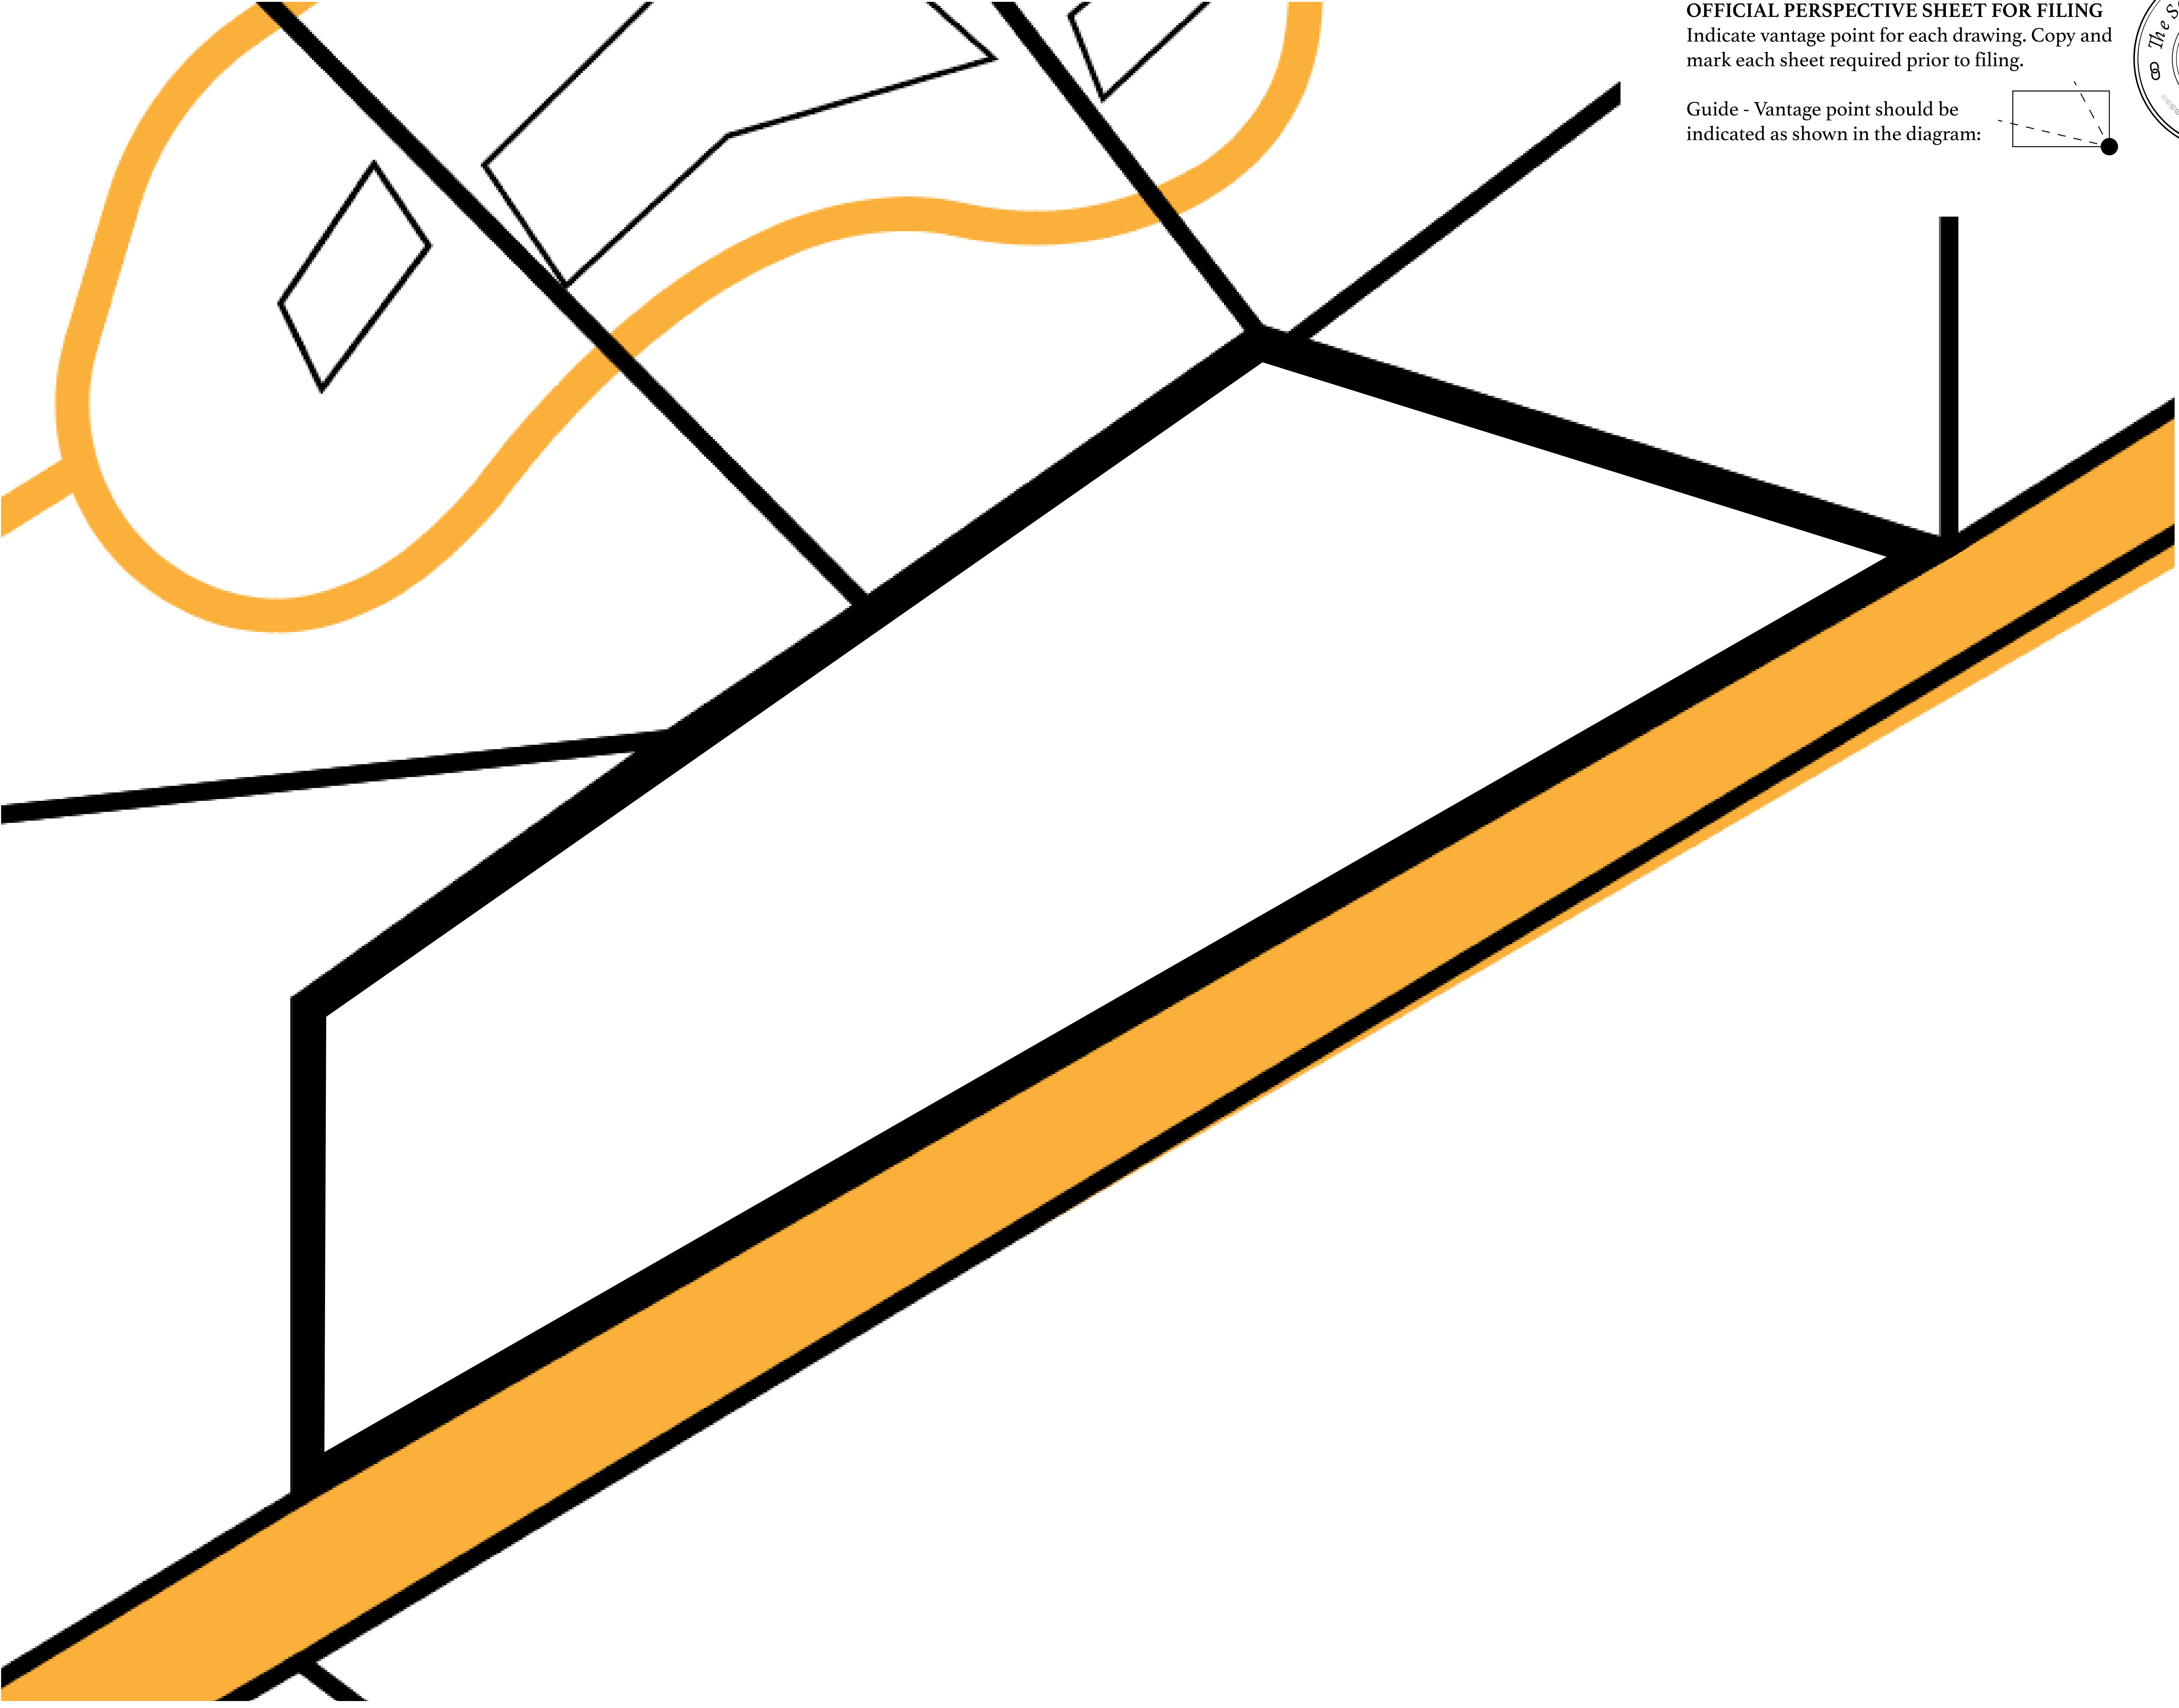 OFFICIAL PERSPECTIVE SHEET FOR FILING
Indicate vantage point for each drawing. Copy and
mark each sheet required prior to filing.
Guide - Vantage point should be
indicated as shown in the diagram:
The